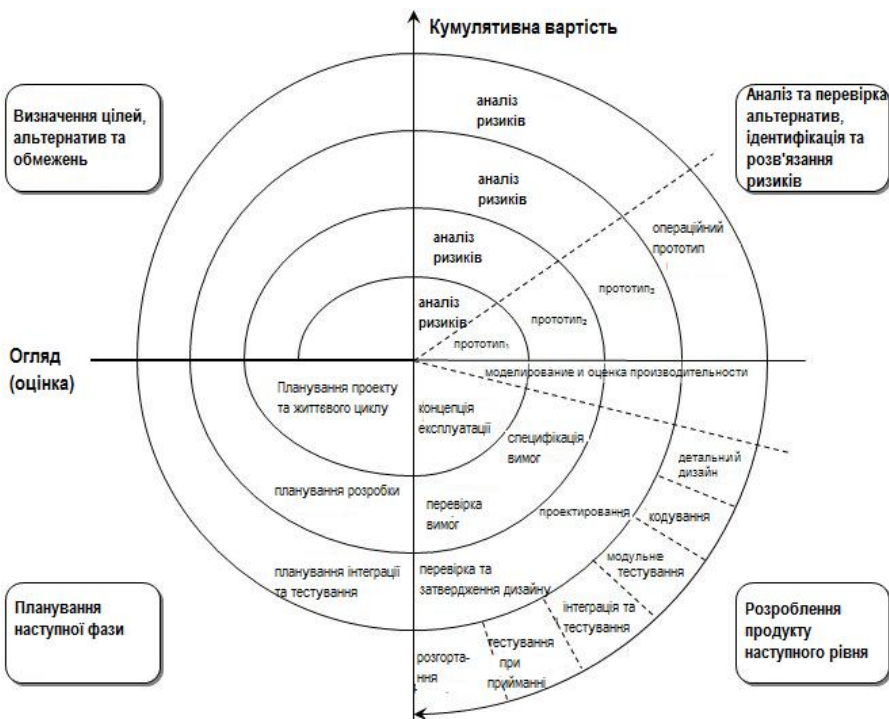 Кумулятивна вартість
Визначення цілей,
альтернатив та
обмежень
Аналіз та перевірка
альтернатив,
ідентифікація та
розв'язання
ризиків
аналіз
ризиків
аналіз
ризиків
аналіз
ризиків
аналіз
ризиків
операційний
прототип
прототип₃
прототип₂
прототип₁
Огляд
(оцінка)
моделирование и оценка производительности
Планування проекту
та життєвого циклу
концепція
експлуатації
специфікація
вимог
детальний
дизайн
планування розробки
перевірка
вимог
проектирование
кодування
модульне
тестування
планування інтеграції
та тестування
перевірка та
затвердження дизайну
інтеграція та
тестування
розгорта-
ння
тестування
при
прийманні
Планування
наступної фази
Розроблення
продукту
наступного рівня